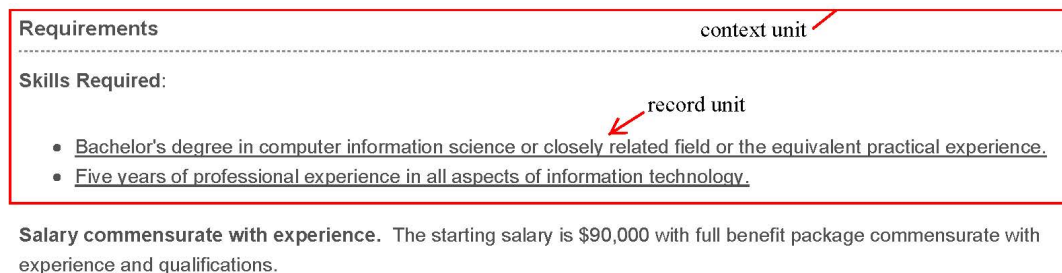 Requirements
context unit
Skills Required:
record unit
• Bachelor's degree in computer information science or closely related field or the equivalent practical experience.
• Five years of professional experience in all aspects of information technology.
Salary commensurate with experience. The starting salary is $90,000 with full benefit package commensurate with
experience and qualifications.